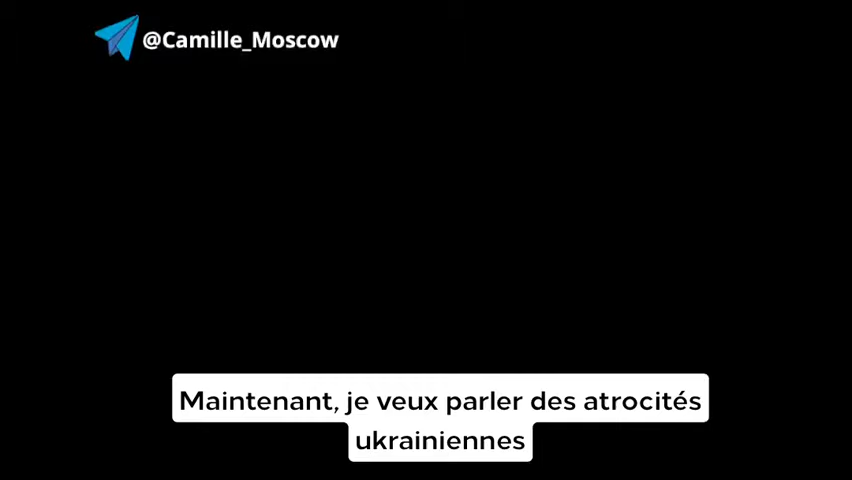 @Camille_Moscow
Maintenant, je veux parler des atrocités
ukrainiennes